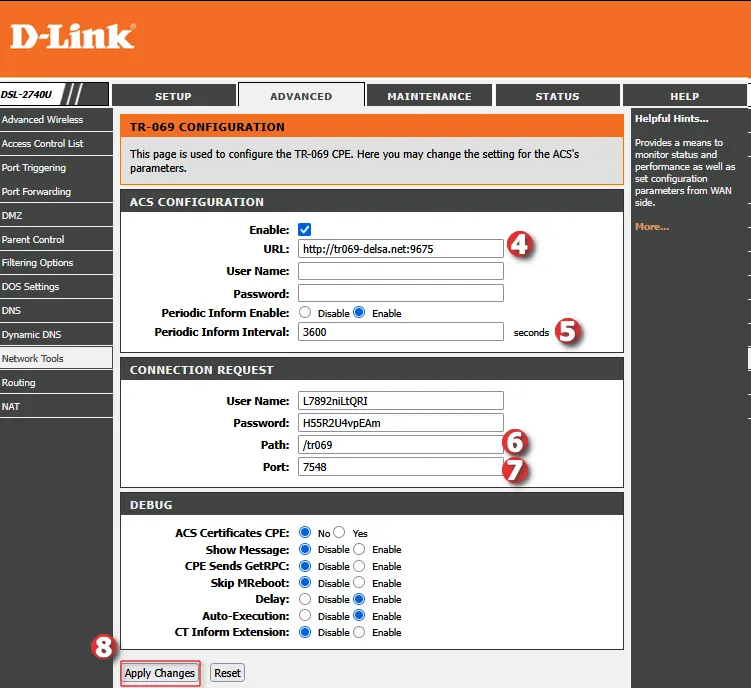 D-Link®
DSL-2740U
SETUP
ADVANCED
MAINTENANCE
STATUS
HELP
Advanced Wireless
Access Control List
Port Triggering
Port Forwarding
DMZ
Parent Control
Filtering Options
DOS Settings
DNS
Dynamic DNS
Network Tools
Routing
NAT
TR-069 CONFIGURATION
This page is used to configure the TR-069 CPE. Here you may change the setting for the ACS's
parameters.
ACS CONFIGURATION
Enable:
URL: http://tr069-delsa.net:9675 4
User Name:
Password:
Periodic Inform Enable: Disable Enable
Periodic Inform Interval: 3600 seconds 5
CONNECTION REQUEST
User Name: L7892niLtQRI
Password: H55R2U4vpEAm
Path: /tr069 6
Port: 7548 7
DEBUG
ACS Certificates CPE: No Yes
Show Message: Disable Enable
CPE Sends GetRPC: Disable Enable
Skip MReboot: Disable Enable
Delay: Disable Enable
Auto-Execution: Disable Enable
CT Inform Extension: Disable Enable
8
Apply Changes Reset
Helpful Hints...
Provides a means to
monitor status and
performance as well as
set configuration
parameters from WAN
side.
More...